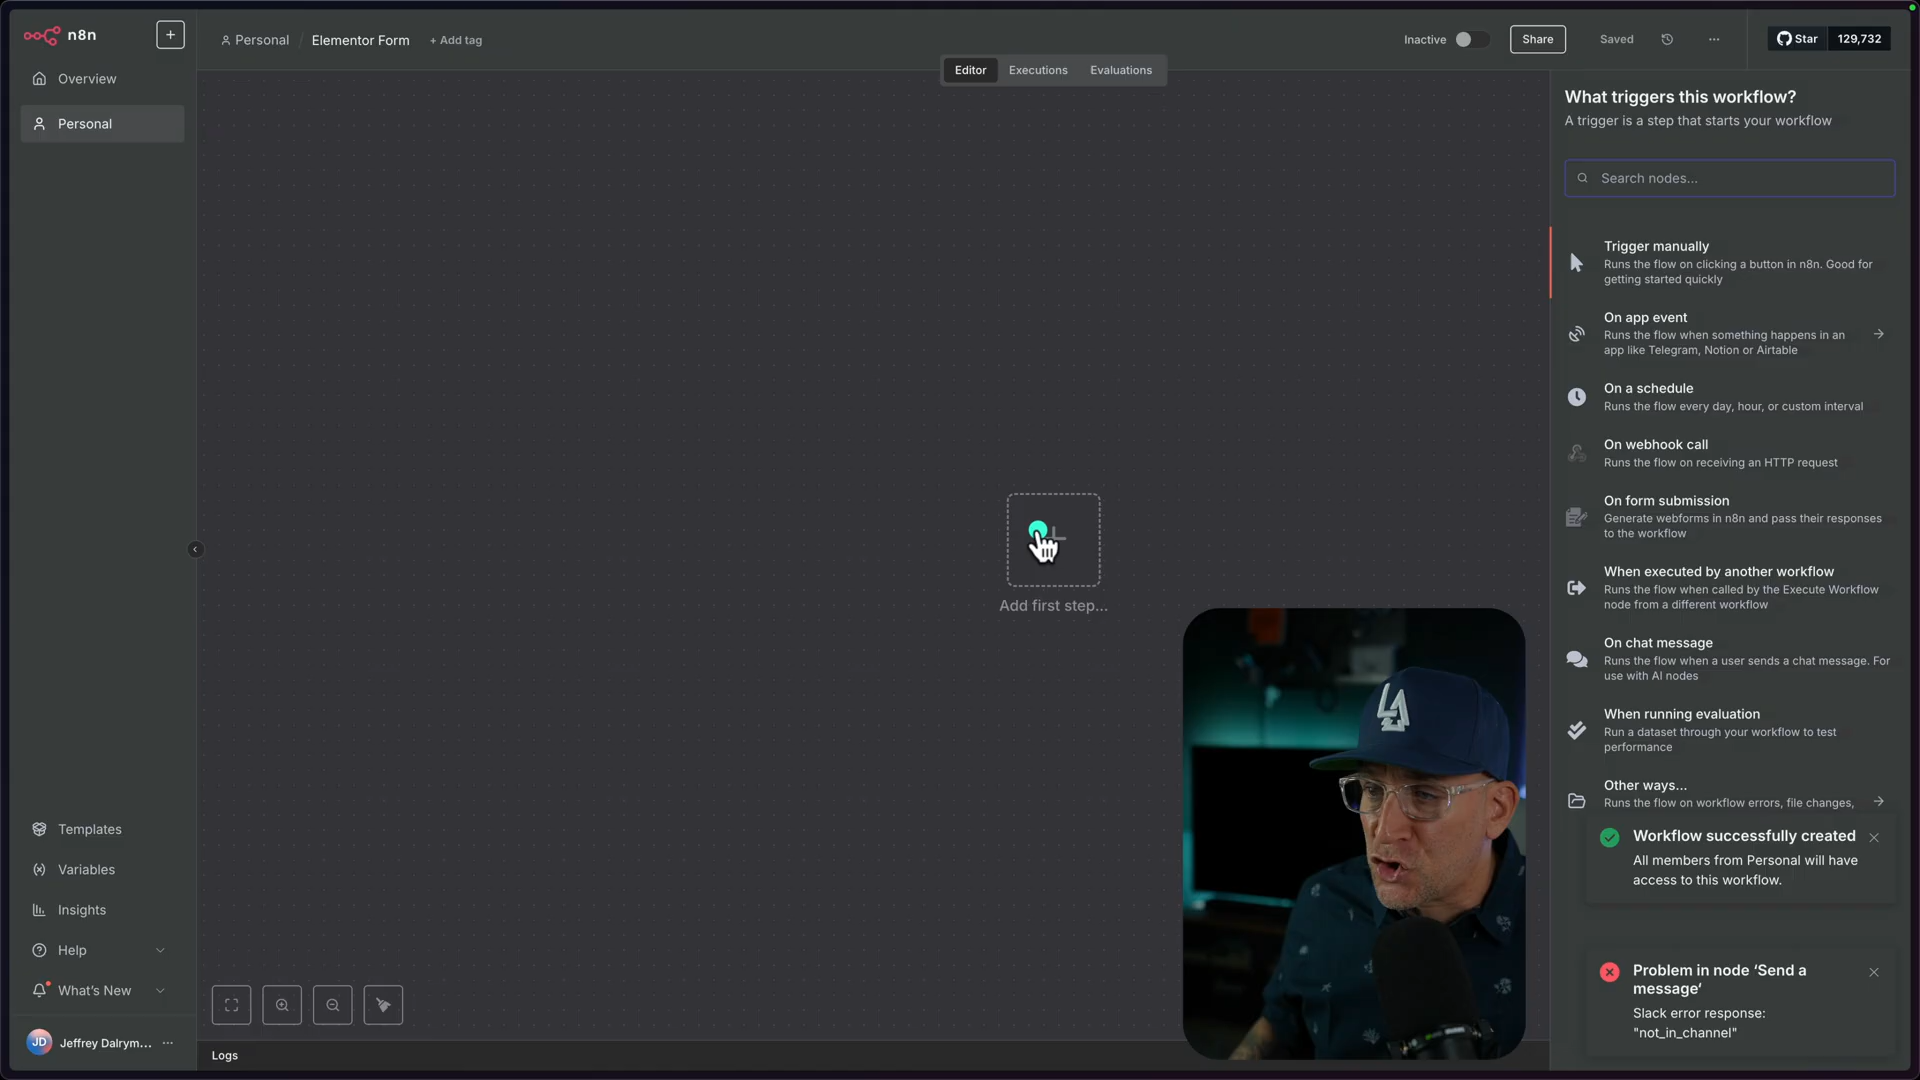 n8n
Personal / Elementor Form + Add tag
Inactive
Share
Saved
Star 129,732
Editor Executions Evaluations
Overview
Personal
What triggers this workflow?
A trigger is a step that starts your workflow
Search nodes...
Trigger manually
Runs the flow on clicking a button in n8n. Good for
getting started quickly
On app event
Runs the flow when something happens in an
app like Telegram, Notion or Airtable
On a schedule
Runs the flow every day, hour, or custom interval
On webhook call
Runs the flow on receiving an HTTP request
On form submission
Generate webforms in n8n and pass their responses
to the workflow
When executed by another workflow
Runs the flow when called by the Execute Workflow
node from a different workflow
On chat message
Runs the flow when a user sends a chat message. For
use with AI nodes
When running evaluation
Run a dataset through your workflow to test
performance
Other ways...
Runs the flow on workflow errors, file changes,
Add first step...
LA
Workflow successfully created
All members from Personal will have
access to this workflow.
Problem in node ‘Send a
message‘
Slack error response:
"not_in_channel"
Templates
Variables
Insights
Help
What's New
JD Jeffrey Dalrym...
Logs